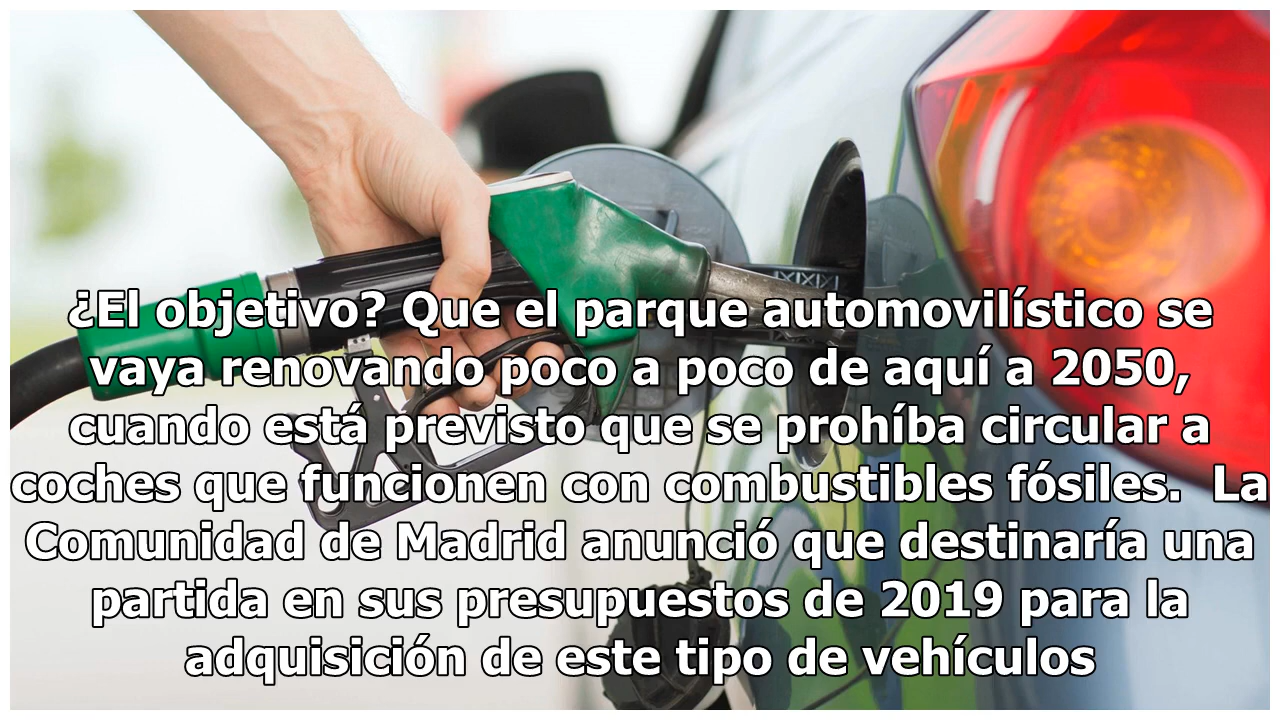 ¿El objetivo? Que el parque automovilístico se
vaya renovando poco a poco de aquí a 2050,
cuando está previsto que se prohíba circular a
coches que funcionen con combustibles fósiles.  La
Comunidad de Madrid anunció que destinaría una
partida en sus presupuestos de 2019 para la
adquisición de este tipo de vehículos